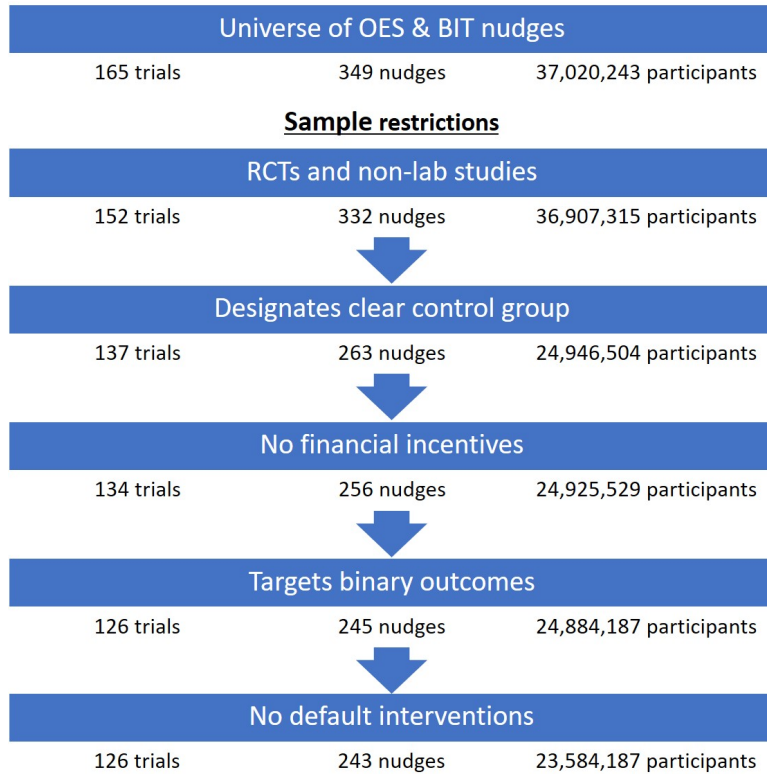 Universe of OES & BIT nudges
165 trials 349 nudges 37,020,243 participants
Sample restrictions
RCTs and non-lab studies
152 trials 332 nudges 36,907,315 participants
Designates clear control group
137 trials 263 nudges 24,946,504 participants
No financial incentives
134 trials 256 nudges 24,925,529 participants
Targets binary outcomes
126 trials 245 nudges 24,884,187 participants
No default interventions
126 trials 243 nudges 23,584,187 participants